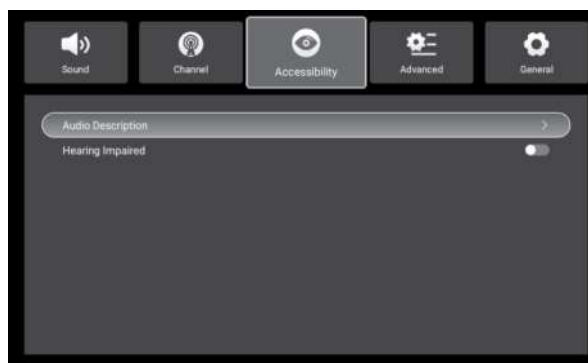 Sound
Channel
Accessibility
Advanced
General
Audio Description
Hearing Impaired